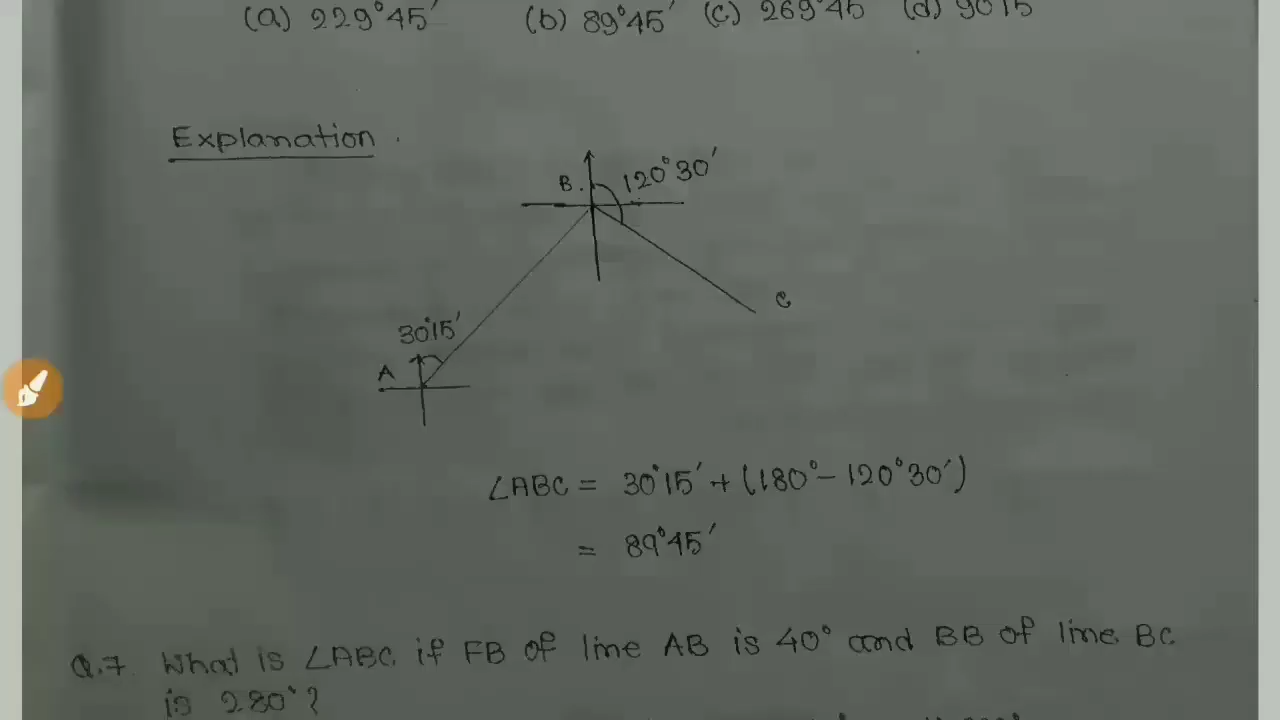 (a) 229°45′ (b) 89°45′ (c) 269°45 (d) 90°15
Explanation.
B. 120°30′
C
30°15′
A
∠ABC = 30°15′ + (180° - 120°30′)
= 89°45′
Q.7 What is ∠ABC if FB of line AB is 40° and BB of line BC
is 280°?